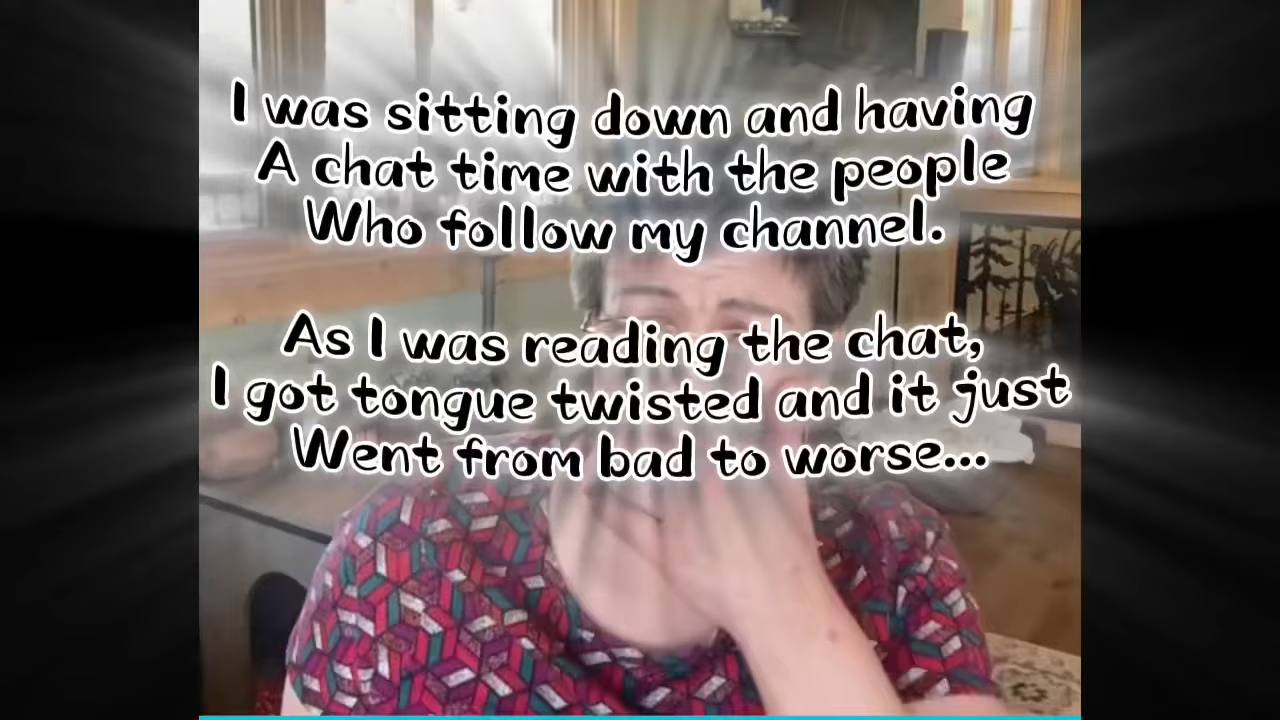 I was sitting down and having
A chat time with the people
Who follow my channel.
As I was reading the chat,
I got tongue twisted and it just
Went from bad to worse...